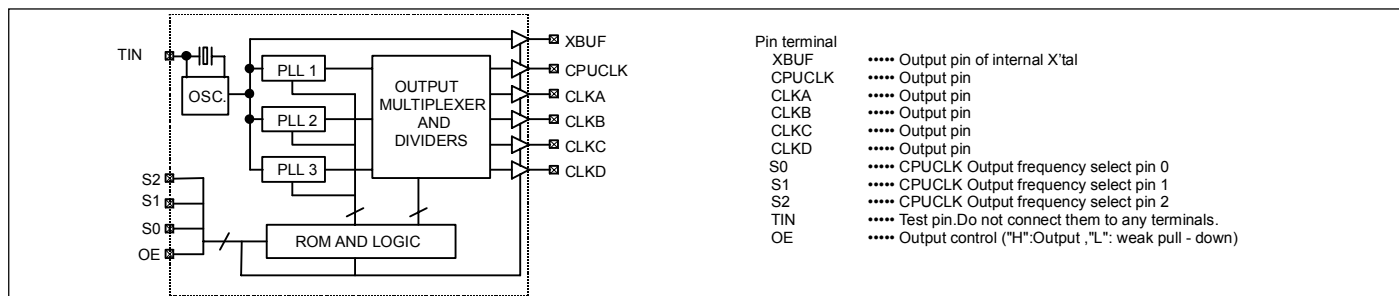 TIN
OSC.
PLL 1
PLL 2
PLL 3
OUTPUT
MULTIPLEXER
AND
DIVIDERS
XBUF
CPUCLK
CLKA
CLKB
CLKC
CLKD
S2
S1
S0
OE
ROM AND LOGIC
Pin terminal
XBUF ••••• Output pin of internal X'tal
CPUCLK ••••• Output pin
CLKA ••••• Output pin
CLKB ••••• Output pin
CLKC ••••• Output pin
CLKD ••••• Output pin
S0 ••••• CPUCLK Output frequency select pin 0
S1 ••••• CPUCLK Output frequency select pin 1
S2 ••••• CPUCLK Output frequency select pin 2
TIN ••••• Test pin.Do not connect them to any terminals.
OE ••••• Output control ("H":Output ,"L": weak pull - down)